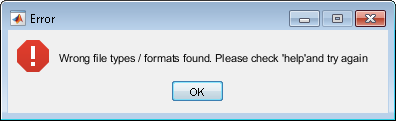 Error
Wrong file types / formats found. Please check 'help'and try again
OK